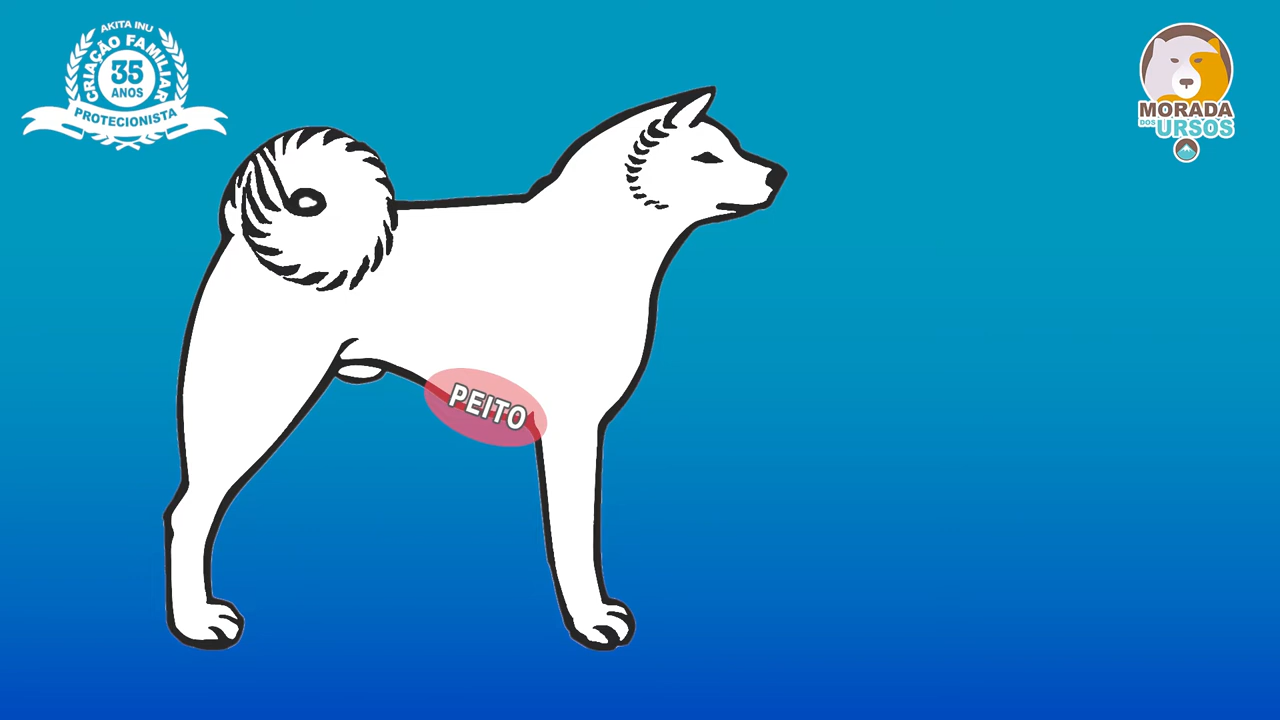 AKITA INU
CRIAÇÃO FAMILIAR
35
ANOS
PROTECIONISTA
MORADA
DOS URSOS
PEITO